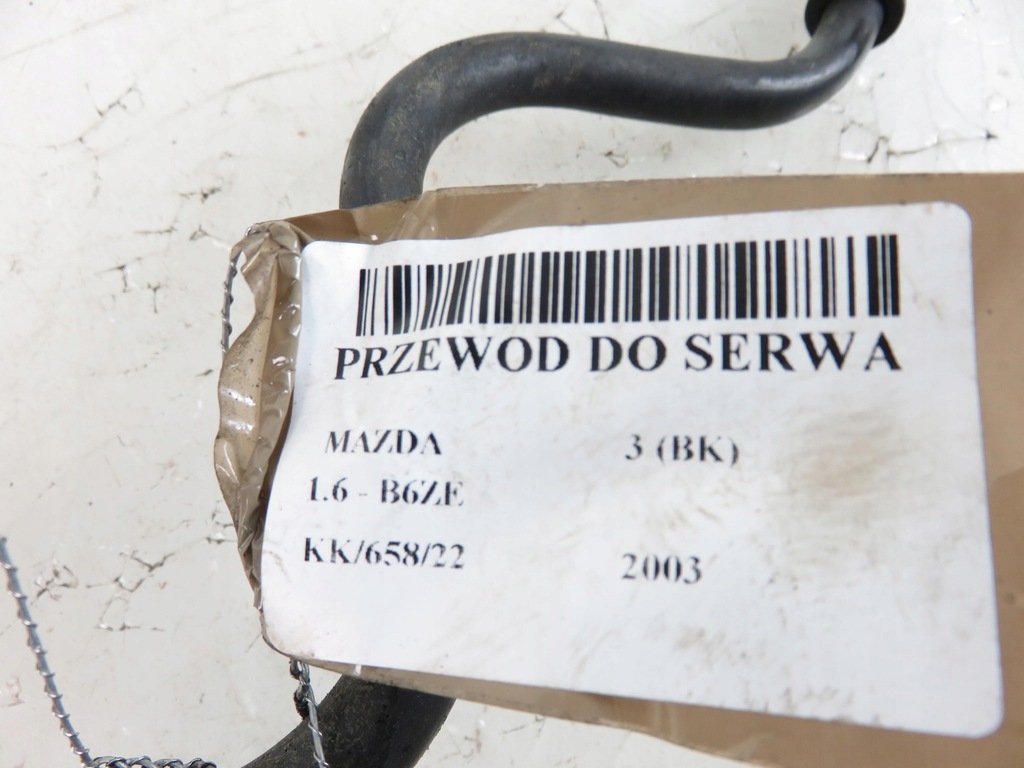 PRZEWOD DO SERWA
MAZDA 3 (BK)
1.6 - B6ZE
KK/658/22 2003